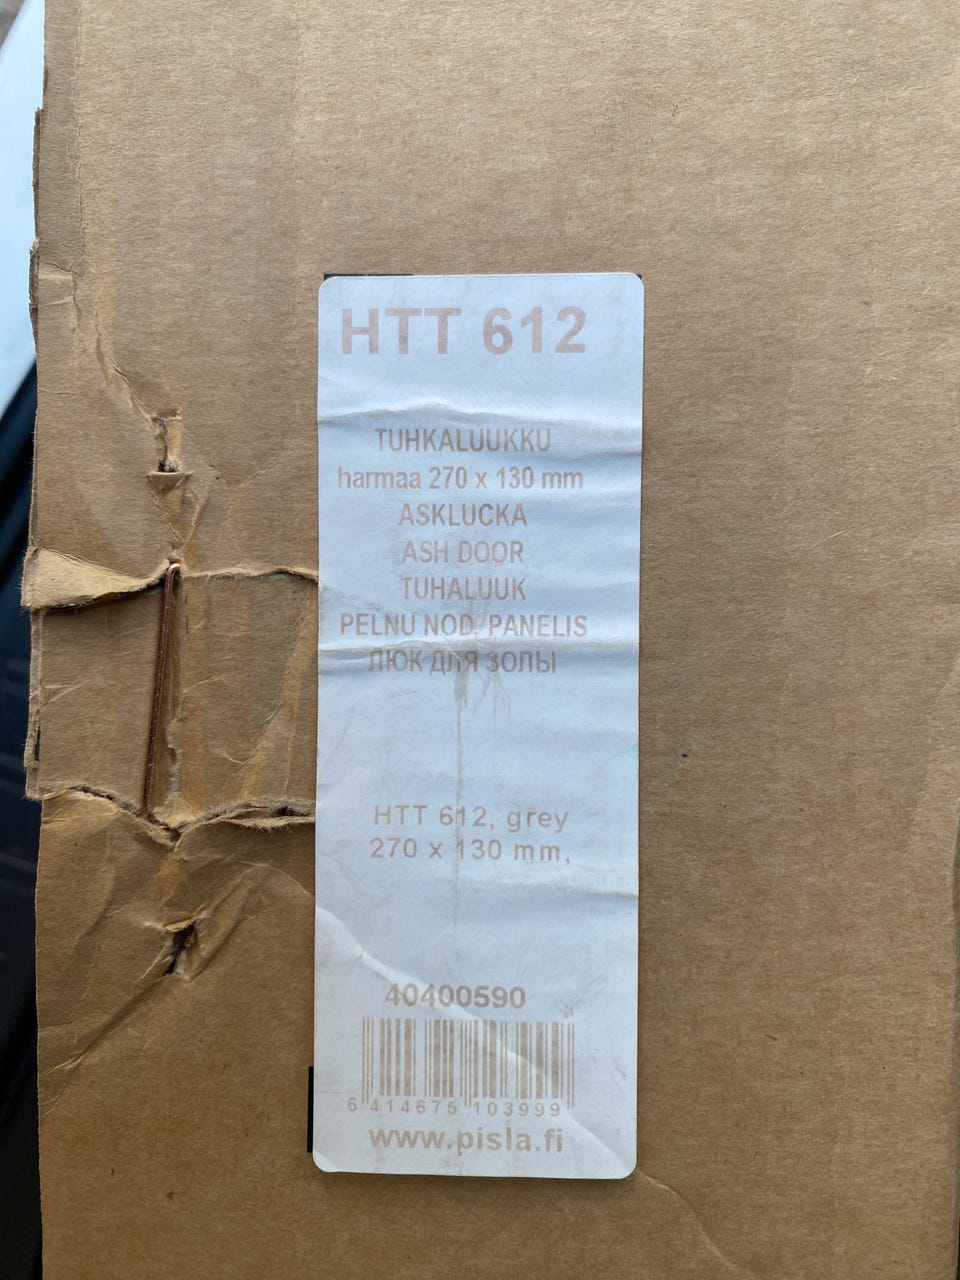 HTT 612
TUHKALUUKKU
harmaa 270 x 130 mm
ASKLUCKA
ASH DOOR
TUHALUUK
PELNU NOD. PANELIS
ЛЮК ДЛЯ ЗОЛЫ
HTT 612, grey
270 x 130 mm,
40400590
6 414675 103999
www.pisla.fi